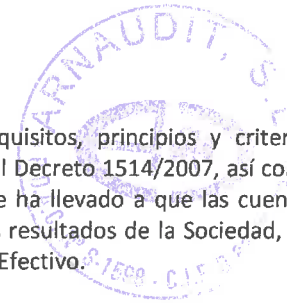 ARNAUDIT, S.
quisitos, principios y criter
l Decreto 1514/2007, así co
e ha llevado a que las cuen
s resultados de la Sociedad,
Efectivo.
C.I.F.